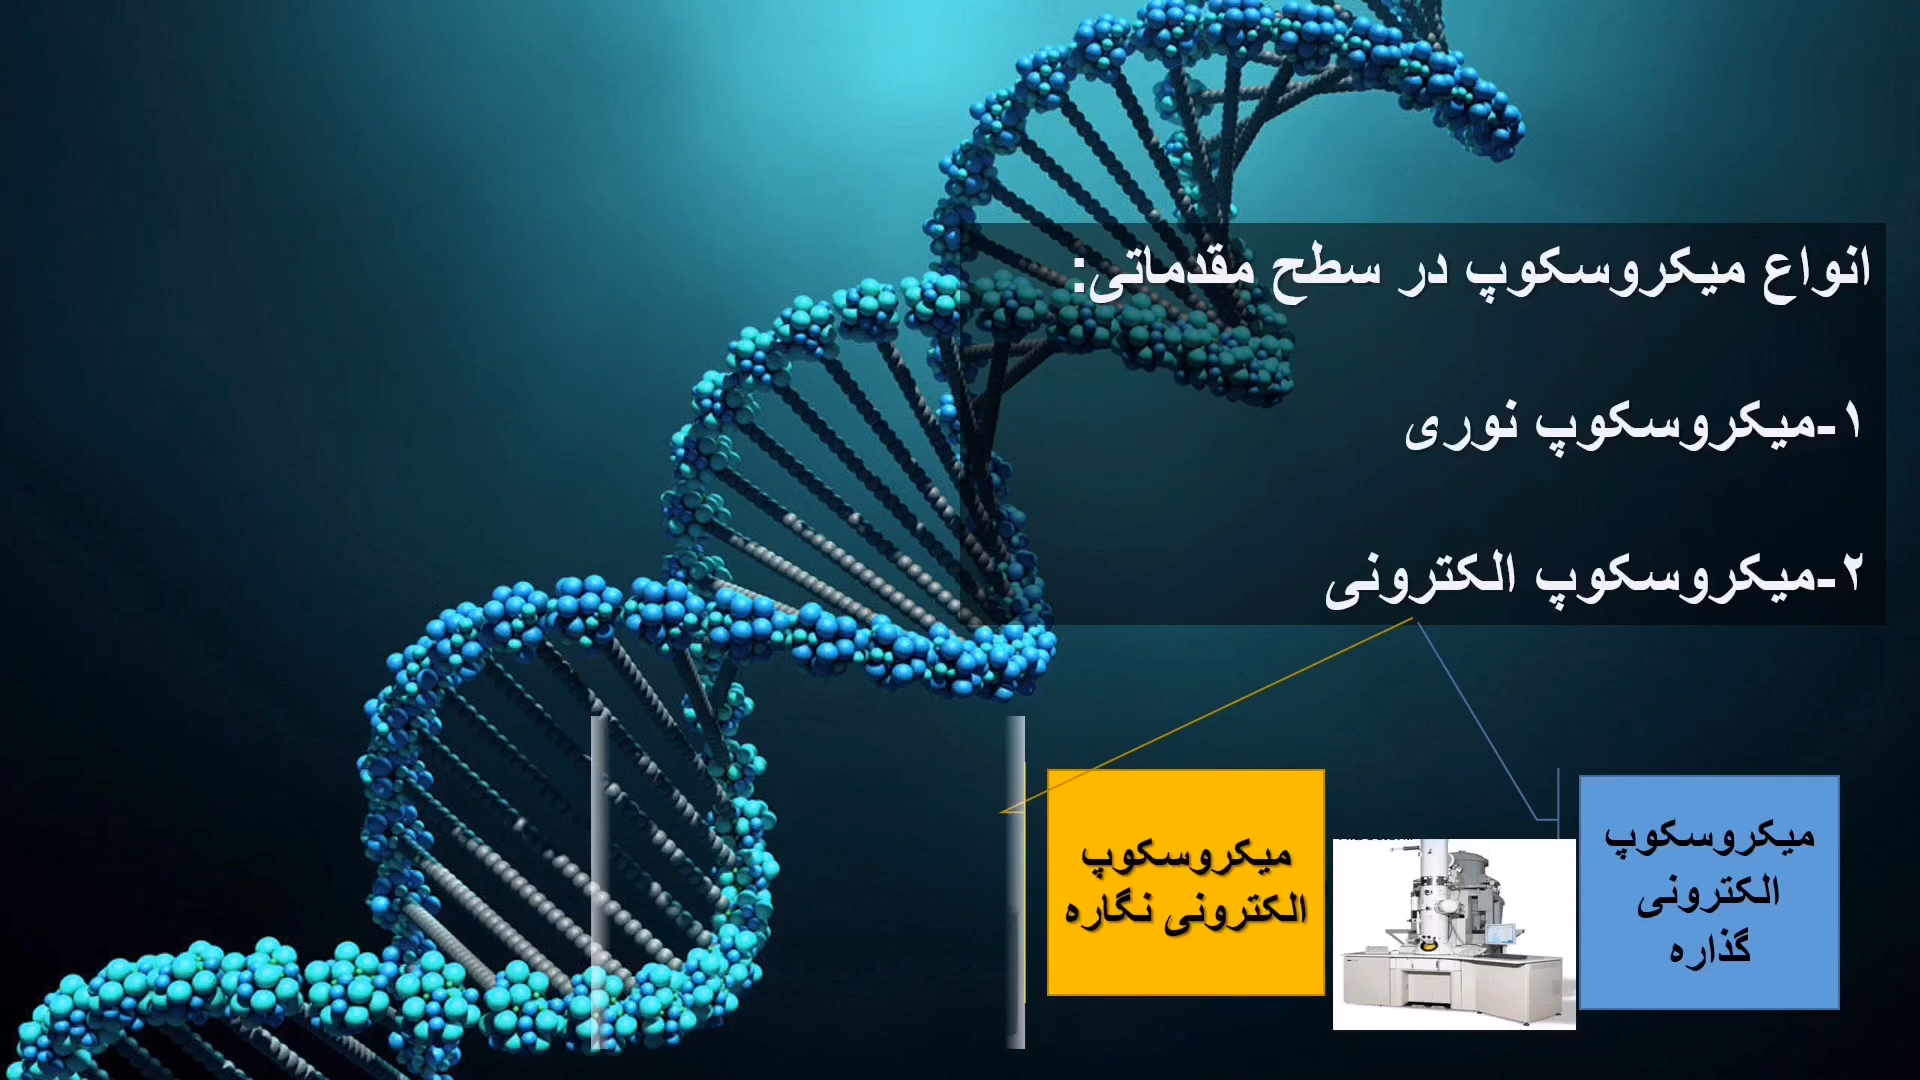 انواع میکروسکوپ در سطح مقدماتی:
۱-میکروسکوپ نوری
۲-میکروسکوپ الکترونی
میکروسکوپ
الکترونی
گذاره
میکروسکوپ
الکترونی نگاره